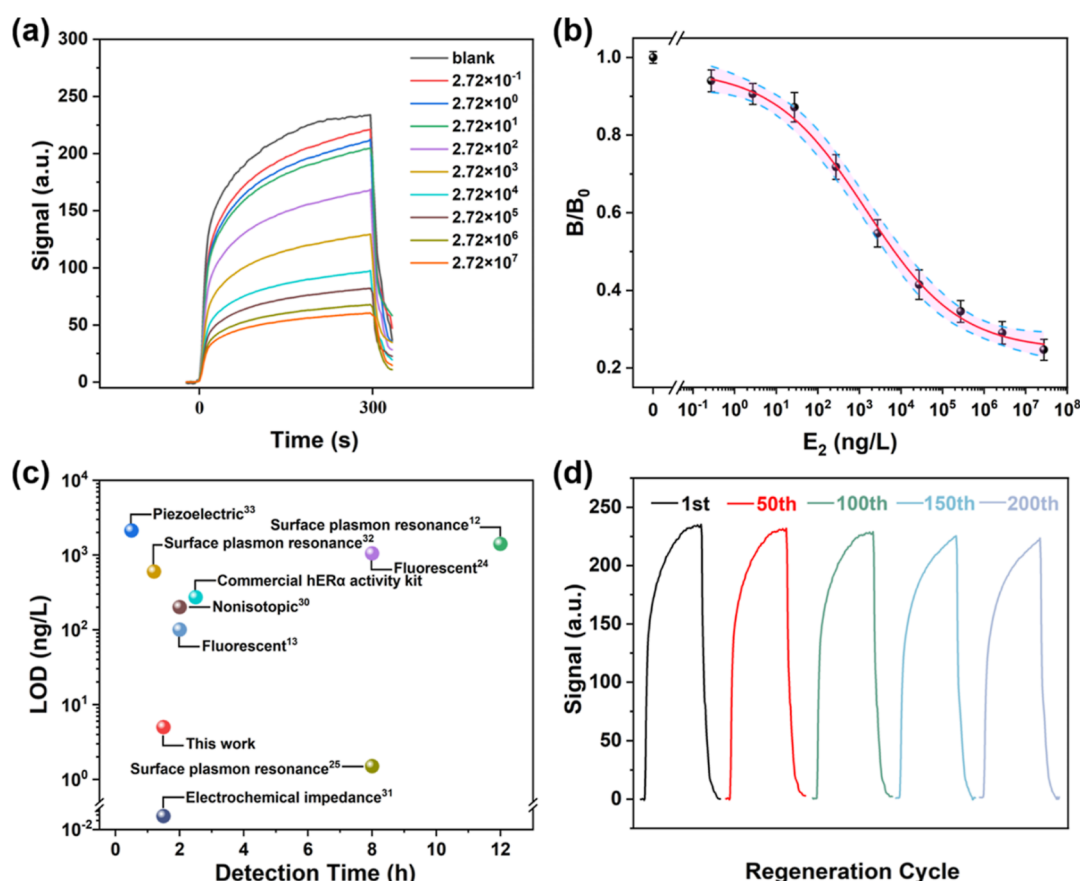 (a)
300
250
200
150
100
50
0
Signal (a.u.)
0 300
Time (s)
blank
2.72×10⁻¹
2.72×10⁰
2.72×10¹
2.72×10²
2.72×10³
2.72×10⁴
2.72×10⁵
2.72×10⁶
2.72×10⁷
(b)
1.0
0.8
0.6
0.4
0.2
B/B₀
0 10⁻¹ 10⁰ 10¹ 10² 10³ 10⁴ 10⁵ 10⁶ 10⁷ 10⁸
E₂ (ng/L)
(c)
10⁴
10³
10²
10¹
10⁰
10⁻²
LOD (ng/L)
Piezoelectric³³
Surface plasmon resonance¹²
Surface plasmon resonance³²
Fluorescent²⁴
Commercial hERα activity kit
Nonisotopic³⁰
Fluorescent¹³
This work
Surface plasmon resonance²⁵
Electrochemical impedance³¹
0 2 4 6 8 10 12
Detection Time (h)
(d)
250
200
150
100
50
0
Signal (a.u.)
1st 50th 100th 150th 200th
Regeneration Cycle